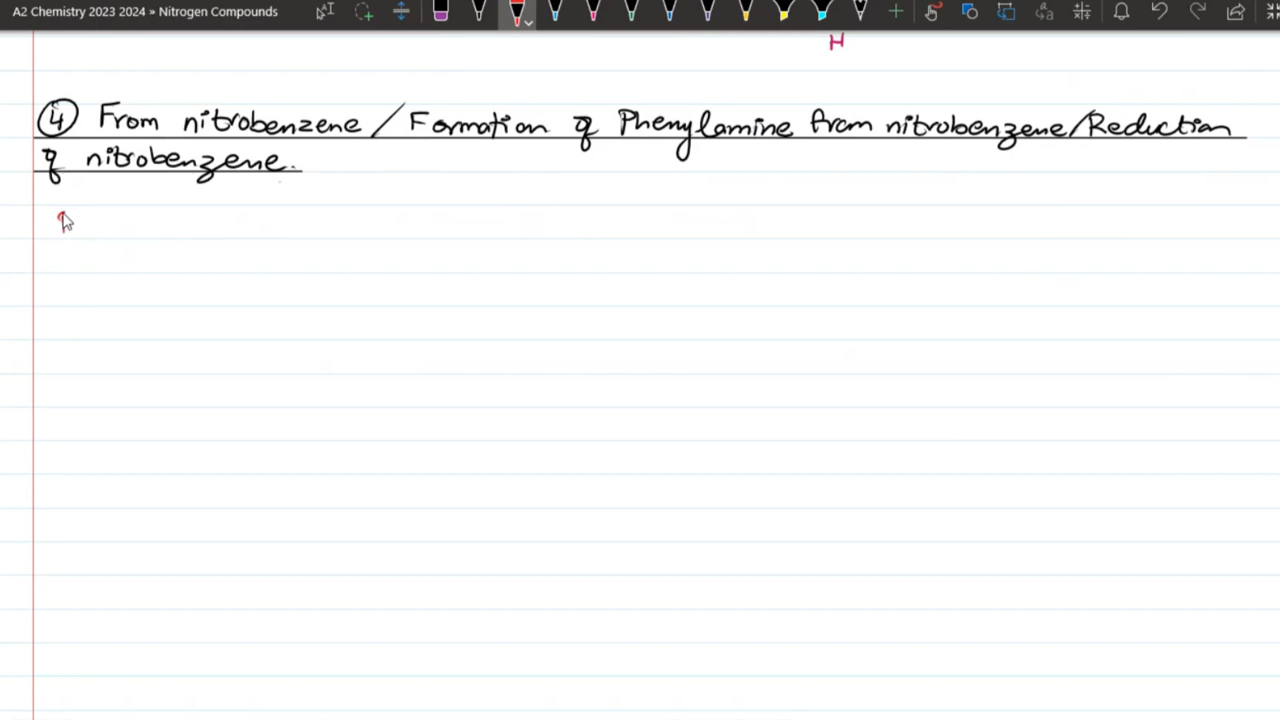 A2 Chemistry 2023 2024 » Nitrogen Compounds
H
④ From nitrobenzene / Formation of Phenylamine from nitrobenzene/Reduction
of nitrobenzene.